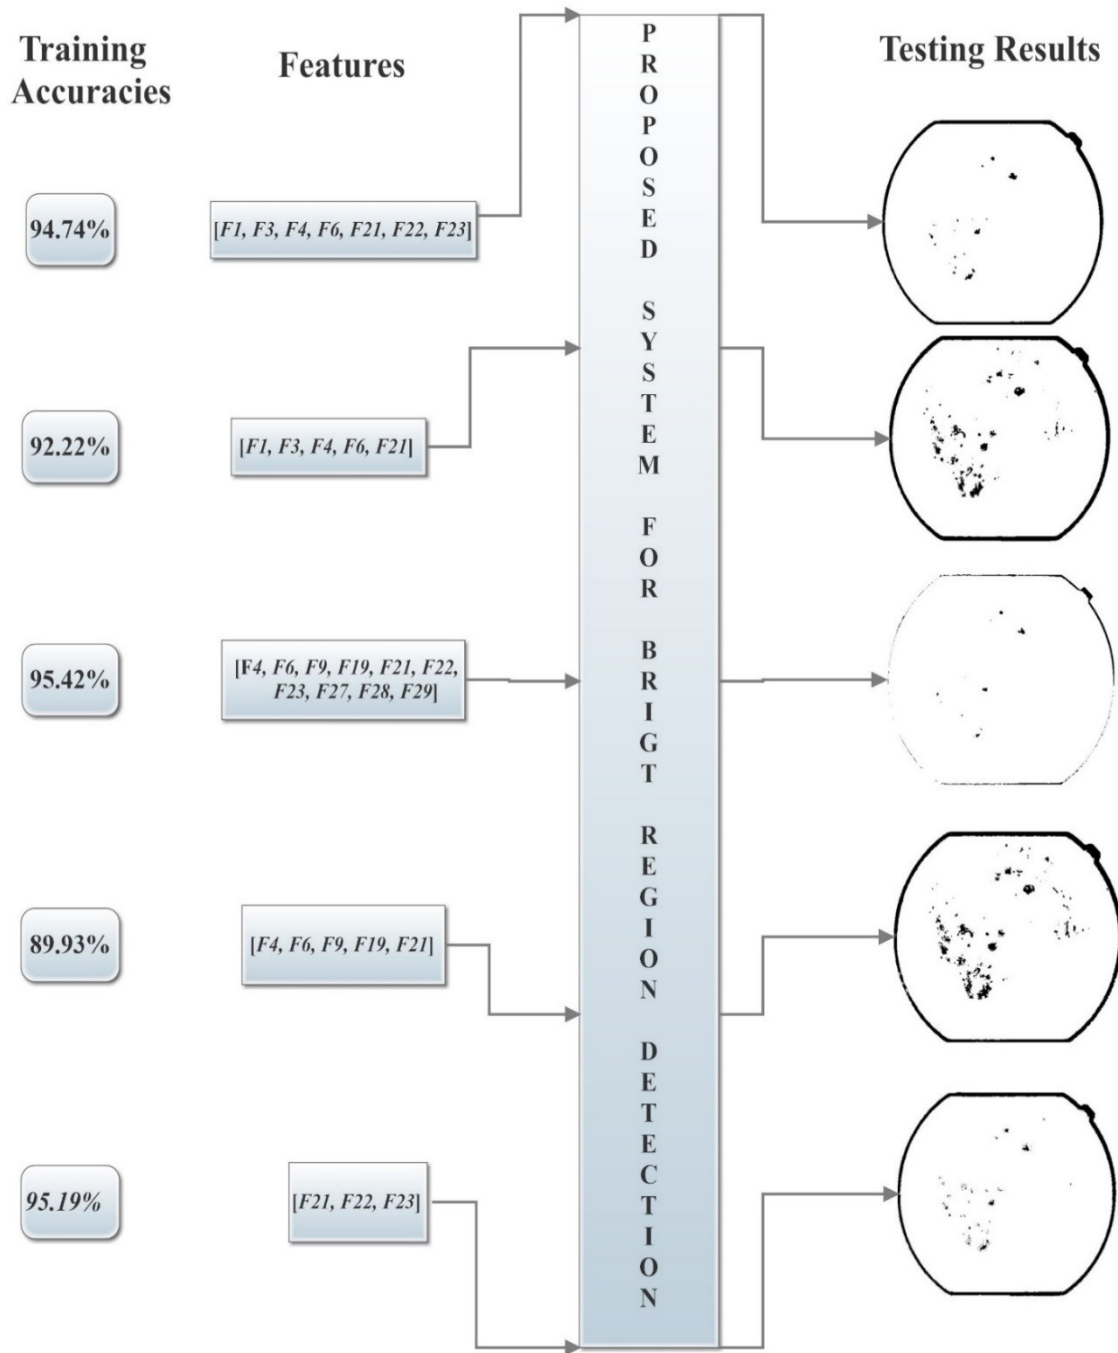 Training
Accuracies
Features
Testing Results
94.74%
[F1, F3, F4, F6, F21, F22, F23]
92.22%
[F1, F3, F4, F6, F21]
95.42%
[F4, F6, F9, F19, F21, F22,
F23, F27, F28, F29]
89.93%
[F4, F6, F9, F19, F21]
95.19%
[F21, F22, F23]
PROPOSED SYSTEM FOR BRIGT REGION DETECTION